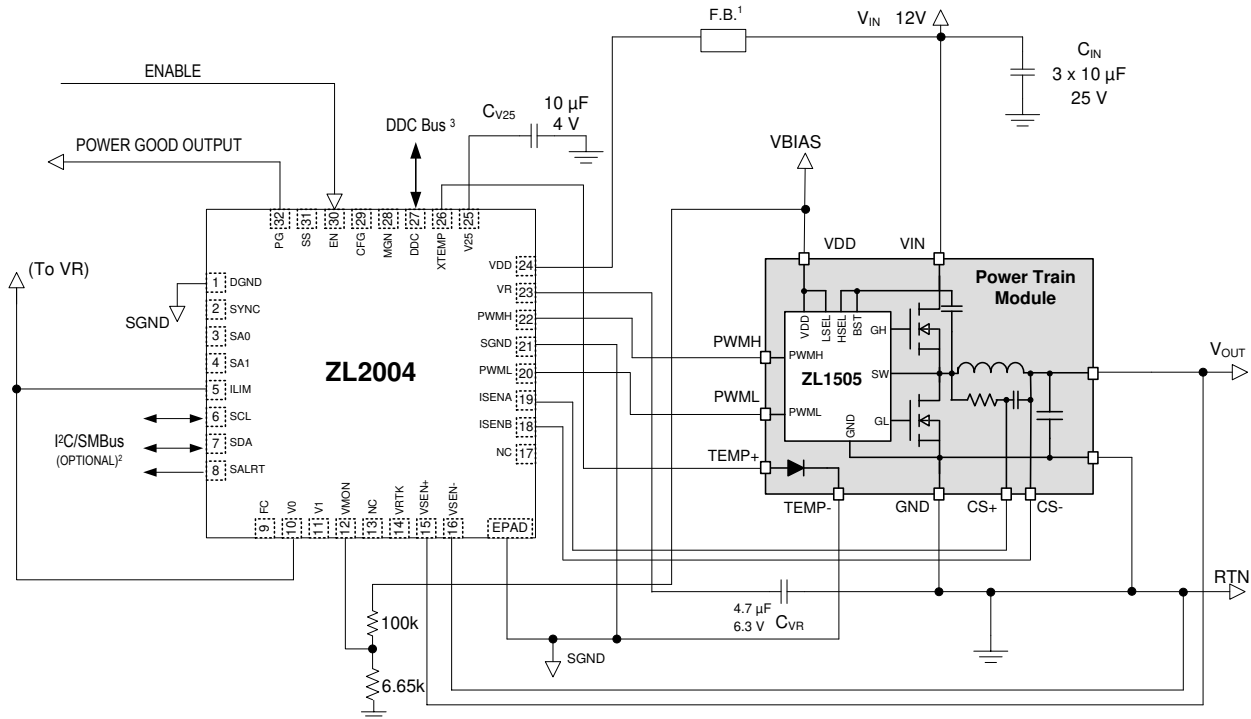 F.B.1
VIN 12V
CIN
3 x 10 µF
25 V
ENABLE
CV25
10 µF
4 V
DDC Bus 3
POWER GOOD OUTPUT
VBIAS
32 31 30 29 28 27 26 25
PG SS EN CFG MGN DDC XTEMP V25
(To VR)
SGND
1 DGND
2 SYNC
3 SA0
4 SA1
5 ILIM
6 SCL
7 SDA
8 SALRT
I²C/SMBus
(OPTIONAL)2
ZL2004
VDD 24
VR 23
PWMH 22
SGND 21
PWML 20
ISENA 19
ISENB 18
NC 17
FC V0 V1 VMON NC VRTK VSEN+ VSEN-
9 10 11 12 13 14 15 16
EPAD
VDD
VIN
Power Train
Module
VDD LSEL HSEL BST
GH
PWMH
PWMH
SW
ZL1505
PWML
PWML
GND
GL
VOUT
TEMP+
TEMP-
GND
CS+
CS-
RTN
4.7 µF
6.3 V
CVR
100k
SGND
6.65k